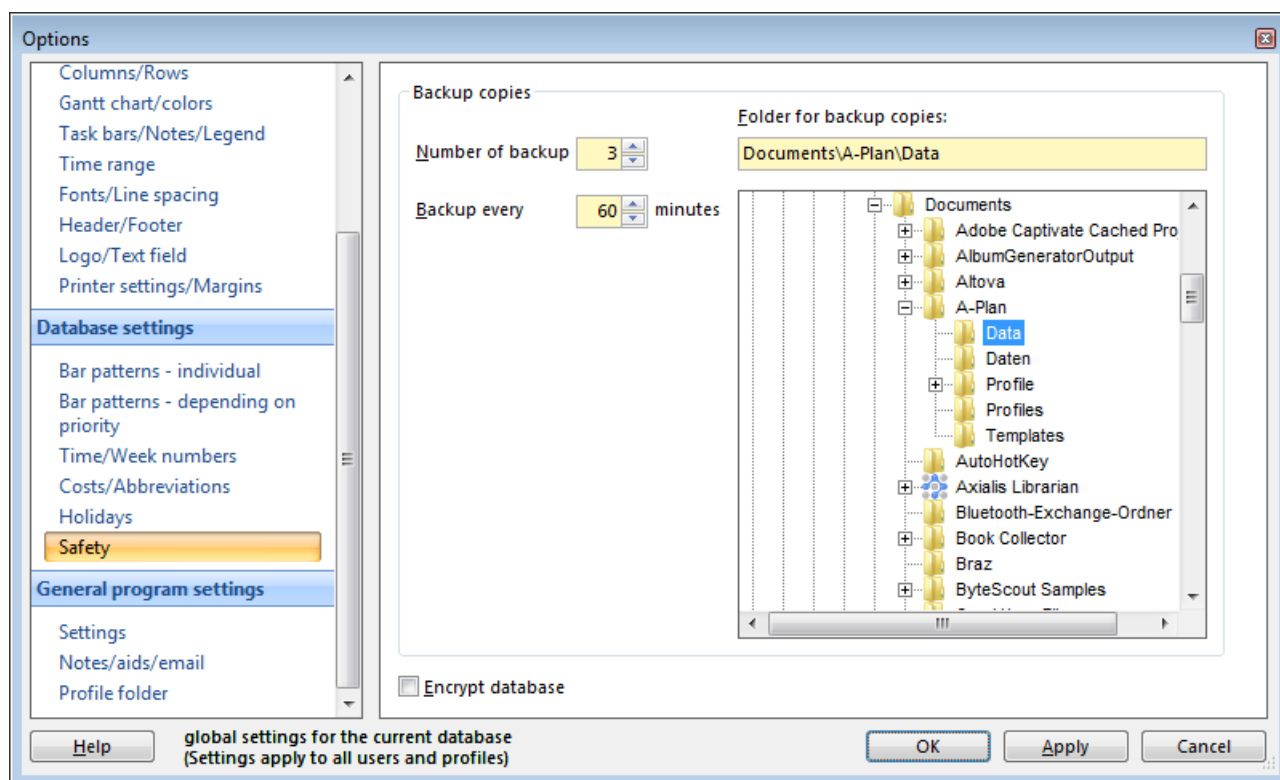 Options
Columns/Rows
Gantt chart/colors
Task bars/Notes/Legend
Time range
Fonts/Line spacing
Header/Footer
Logo/Text field
Printer settings/Margins
Database settings
Bar patterns - individual
Bar patterns - depending on
priority
Time/Week numbers
Costs/Abbreviations
Holidays
Safety
General program settings
Settings
Notes/aids/email
Profile folder
Backup copies
Number of backup 3
Backup every 60 minutes
Folder for backup copies:
Documents\A-Plan\Data
Documents
Adobe Captivate Cached Pro
AlbumGeneratorOutput
Altova
A-Plan
Data
Daten
Profile
Profiles
Templates
AutoHotKey
Axialis Librarian
Bluetooth-Exchange-Ordner
Book Collector
Braz
ByteScout Samples
Encrypt database
Help
global settings for the current database
(Settings apply to all users and profiles)
OK Apply Cancel